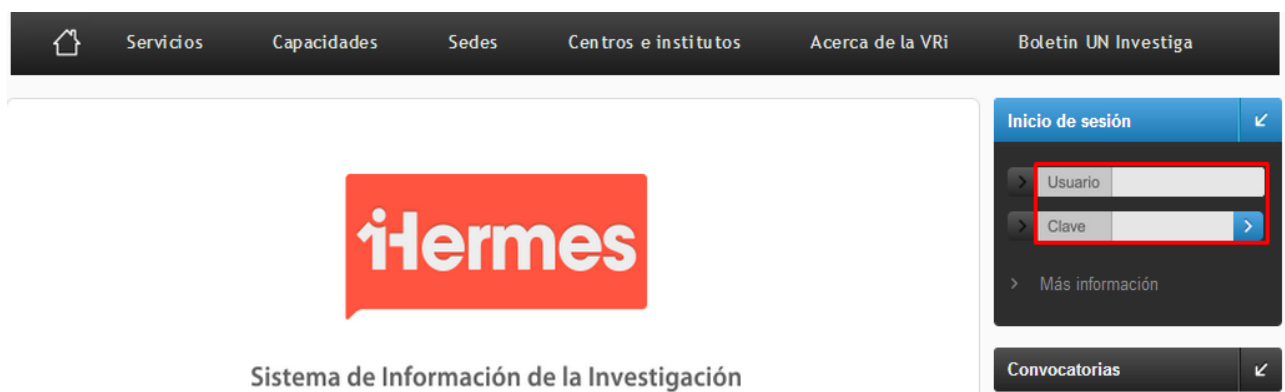 Servicios Capacidades Sedes Centros e institutos Acerca de la VRi Boletin UN Investiga
Inicio de sesión
Usuario
Clave
Más información
Convocatorias
Hermes
Sistema de Información de la Investigación